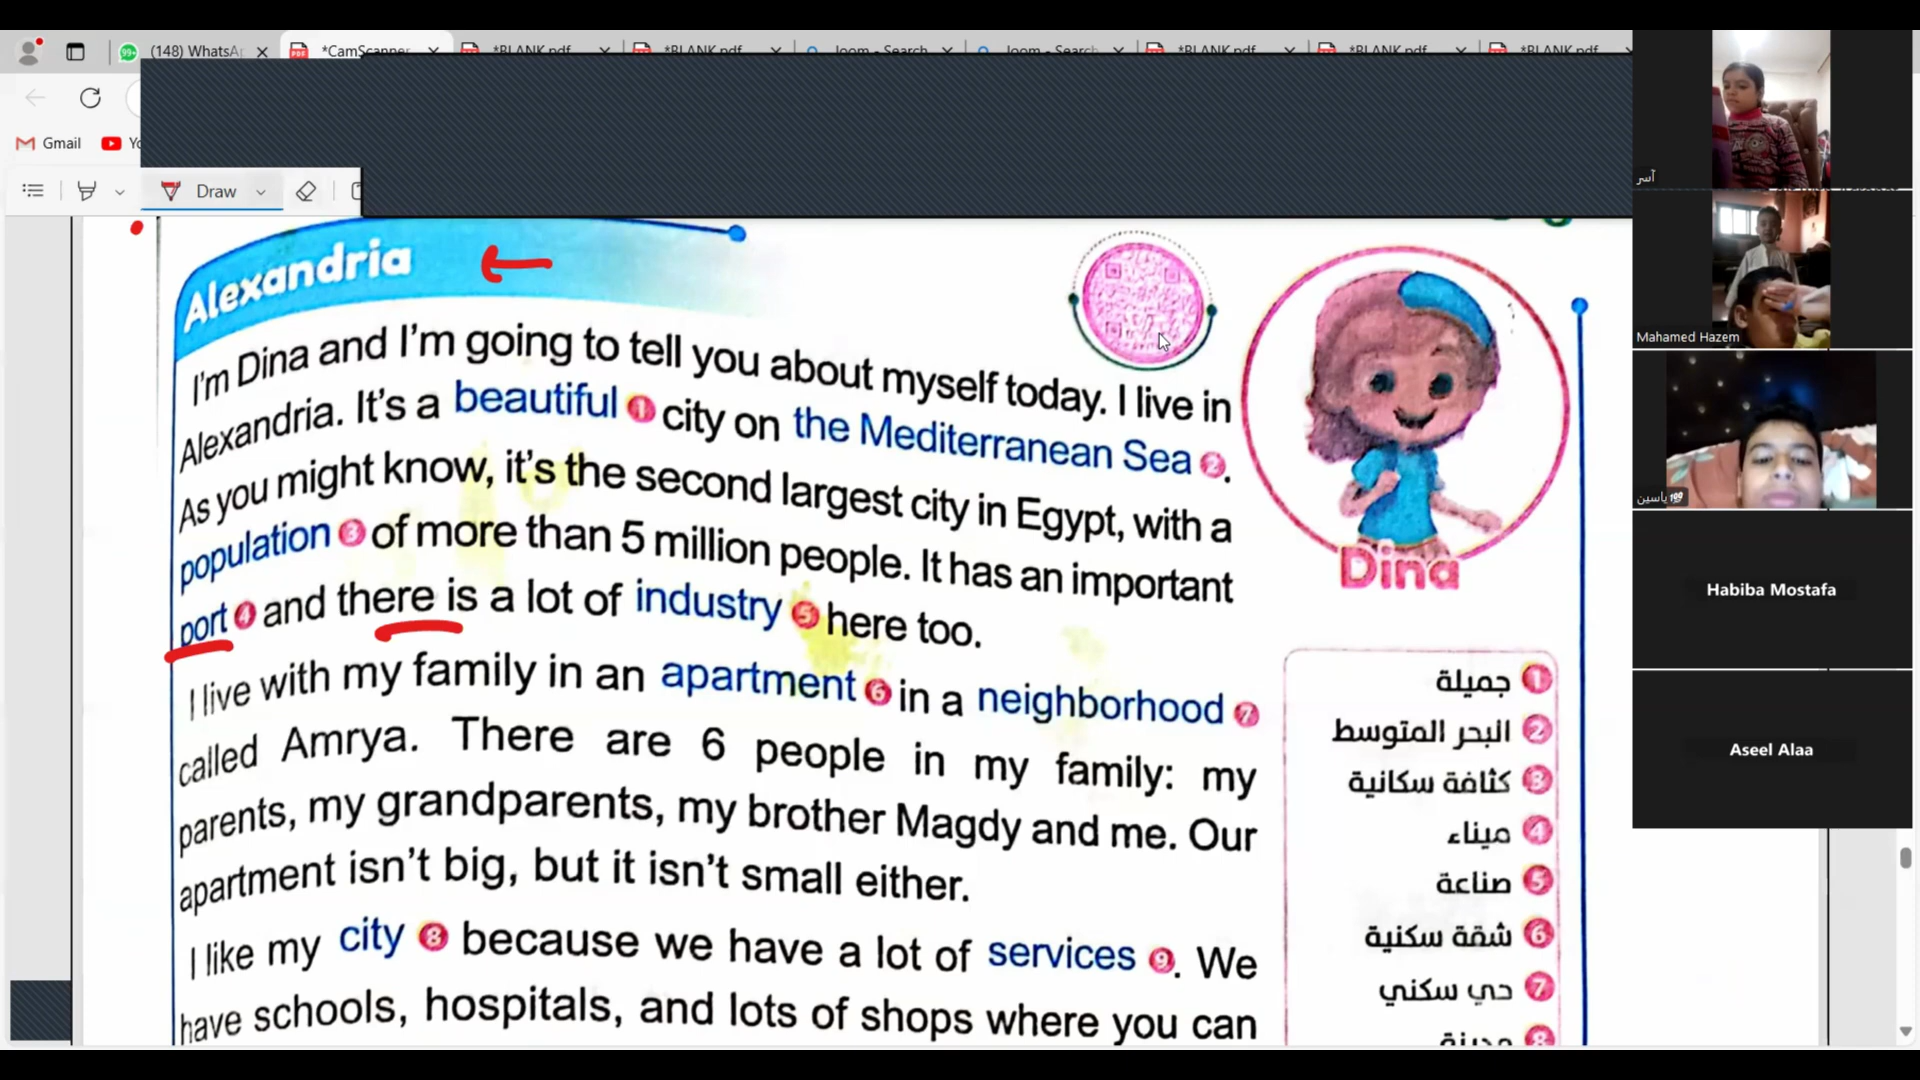 (148) WhatsA
*CamScanner
*BLANK.pdf
*BLANK.pdf
loom - Search
loom - Search
*BLANK.pdf
*BLANK.pdf
*BLANK.pdf
Gmail
Draw
Alexandria
I'm Dina and I'm going to tell you about myself today. I live in
Alexandria. It's a beautiful 1 city on the Mediterranean Sea 2.
As you might know, it's the second largest city in Egypt, with a
population 3 of more than 5 million people. It has an important
port 4 and there is a lot of industry 5 here too.
I live with my family in an apartment 6 in a neighborhood 7
called Amrya. There are 6 people in my family: my
parents, my grandparents, my brother Magdy and me. Our
apartment isn't big, but it isn't small either.
I like my city 8 because we have a lot of services 9. We
have schools, hospitals, and lots of shops where you can
Dina
1 جميلة
2 البحر المتوسط
3 كثافة سكانية
4 ميناء
5 صناعة
6 شقة سكنية
7 حي سكني
8 مدينة
آسر
Mahamed Hazem
ياسين 💯
Habiba Mostafa
Aseel Alaa